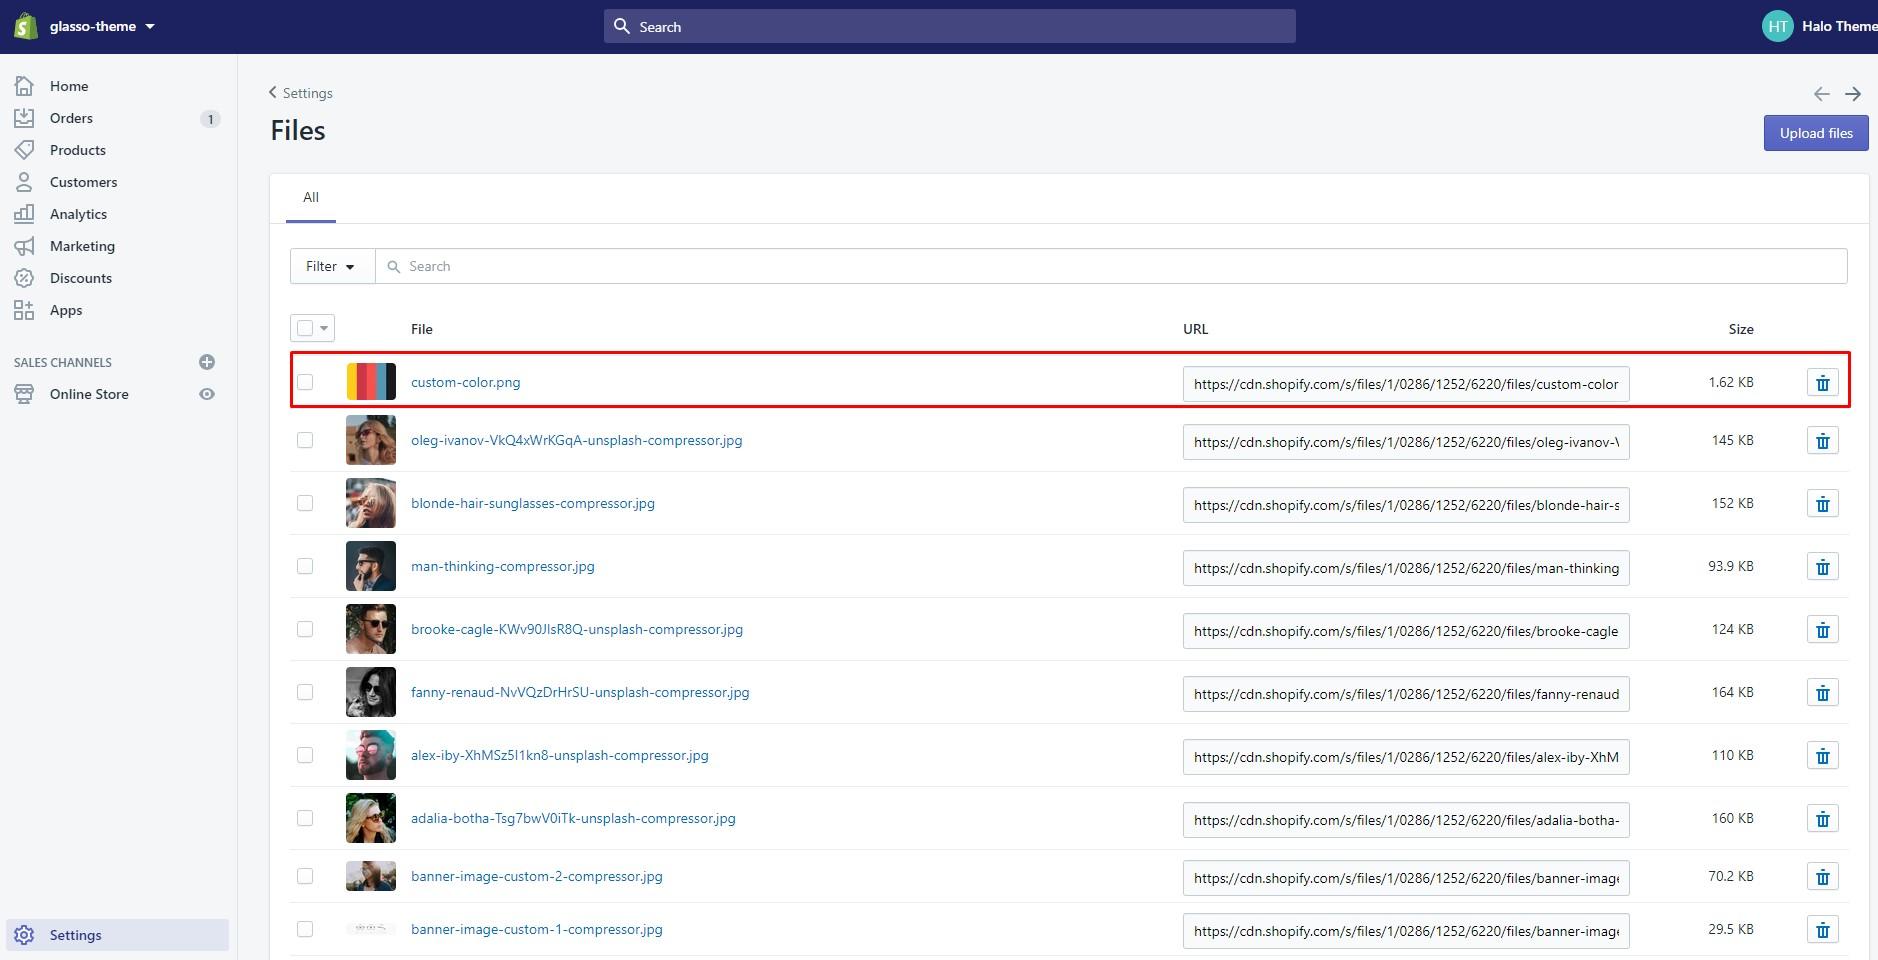 glasso-theme
Search
HT Halo Theme
Home
Orders 1
Products
Customers
Analytics
Marketing
Discounts
Apps
SALES CHANNELS
Online Store
Settings
Settings
Files
Upload files
All
Filter
Search
File URL Size
custom-color.png https://cdn.shopify.com/s/files/1/0286/1252/6220/files/custom-color 1.62 KB
oleg-ivanov-VkQ4xWrKGqA-unsplash-compressor.jpg https://cdn.shopify.com/s/files/1/0286/1252/6220/files/oleg-ivanov-V 145 KB
blonde-hair-sunglasses-compressor.jpg https://cdn.shopify.com/s/files/1/0286/1252/6220/files/blonde-hair-s 152 KB
man-thinking-compressor.jpg https://cdn.shopify.com/s/files/1/0286/1252/6220/files/man-thinking 93.9 KB
brooke-cagle-KWv90JlsR8Q-unsplash-compressor.jpg https://cdn.shopify.com/s/files/1/0286/1252/6220/files/brooke-cagle 124 KB
fanny-renaud-NvVQzDrHrSU-unsplash-compressor.jpg https://cdn.shopify.com/s/files/1/0286/1252/6220/files/fanny-renaud 164 KB
alex-iby-XhMSz5I1kn8-unsplash-compressor.jpg https://cdn.shopify.com/s/files/1/0286/1252/6220/files/alex-iby-XhM 110 KB
adalia-botha-Tsg7bwV0iTk-unsplash-compressor.jpg https://cdn.shopify.com/s/files/1/0286/1252/6220/files/adalia-botha- 160 KB
banner-image-custom-2-compressor.jpg https://cdn.shopify.com/s/files/1/0286/1252/6220/files/banner-image 70.2 KB
banner-image-custom-1-compressor.jpg https://cdn.shopify.com/s/files/1/0286/1252/6220/files/banner-image 29.5 KB